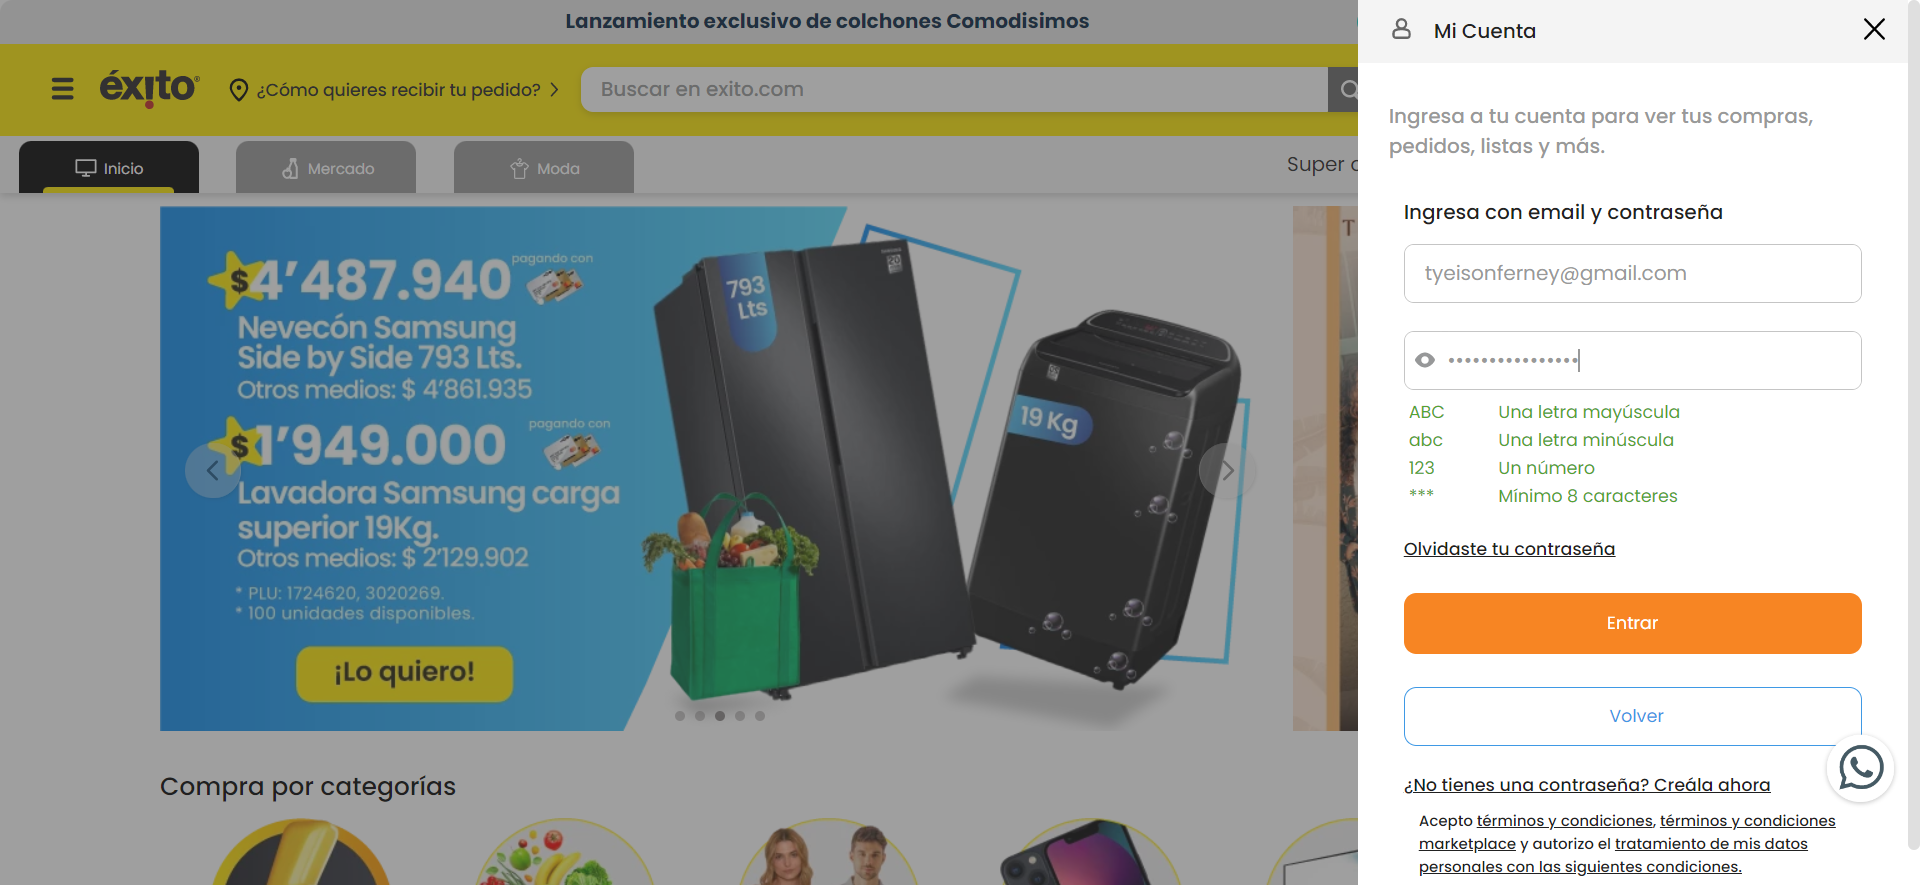 Lanzamiento exclusivo de colchones Comodisimos
éxito
¿Cómo quieres recibir tu pedido?
Buscar en exito.com
Inicio
Mercado
Moda
Super
$4'487.940
pagando con
Nevecón Samsung
Side by Side 793 Lts.
Otros medios: $ 4'861.935
$1'949.000
pagando con
Lavadora Samsung carga
superior 19Kg.
Otros medios: $ 2'129.902
* PLU: 1724620, 3020269.
* 100 unidades disponibles.
¡Lo quiero!
793
Lts
19 Kg
Compra por categorías
Mi Cuenta
Ingresa a tu cuenta para ver tus compras,
pedidos, listas y más.
Ingresa con email y contraseña
tyeisonferney@gmail.com
••••••••••••••••
ABC Una letra mayúscula
abc Una letra minúscula
123 Un número
*** Mínimo 8 caracteres
Olvidaste tu contraseña
Entrar
Volver
¿No tienes una contraseña? Creála ahora
Acepto términos y condiciones, términos y condiciones
marketplace y autorizo el tratamiento de mis datos
personales con las siguientes condiciones.